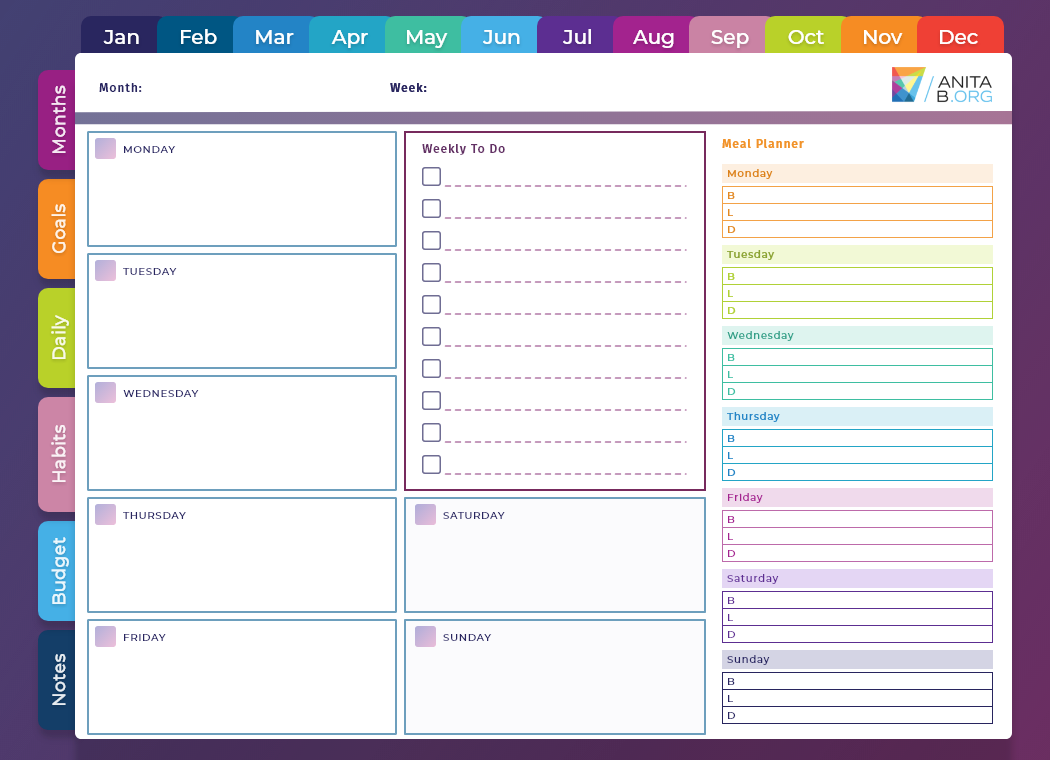 Jan Feb Mar Apr May Jun Jul Aug Sep Oct Nov Dec
Months
Goals
Daily
Habits
Budget
Notes
Month: Week:
ANITA
B.ORG
MONDAY
TUESDAY
WEDNESDAY
THURSDAY
FRIDAY
Weekly To Do
SATURDAY
SUNDAY
Meal Planner
Monday
B
L
D
Tuesday
B
L
D
Wednesday
B
L
D
Thursday
B
L
D
Friday
B
L
D
Saturday
B
L
D
Sunday
B
L
D